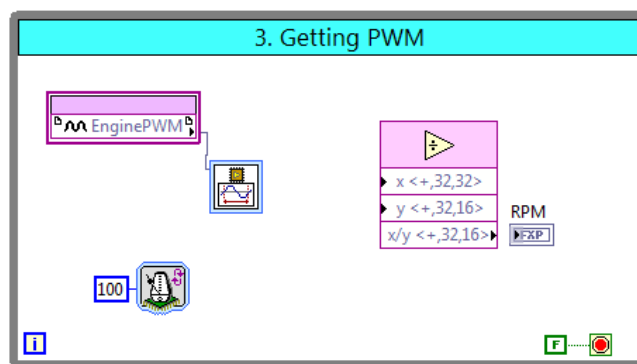 3. Getting PWM
EnginePWM
÷
x <+,32,32>
y <+,32,16>
x/y <+,32,16>
RPM
FXP
100
i
F